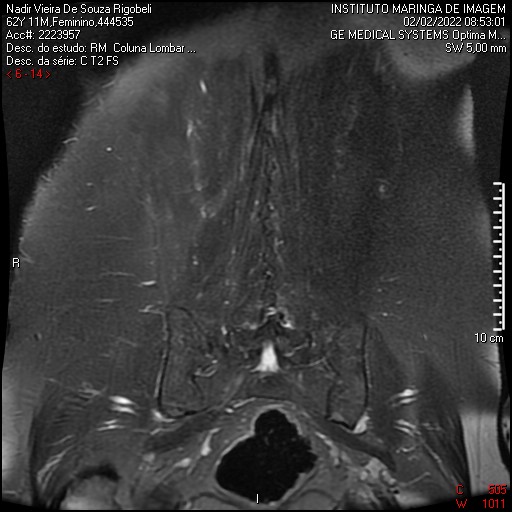 Nadir Vieira De Souza Rigobeli
62Y 11M,Feminino,444535
Acc#: 2223957
Desc. do estudo: RM Coluna Lombar ...
Desc. da série: C T2 FS
< 6 -14 >
INSTITUTO MARINGA DE IMAGEM
02/02/2022 08:53:01
GE MEDICAL SYSTEMS Optima M...
SW 5,00 mm
R
10 cm
I
C 505
W 1011